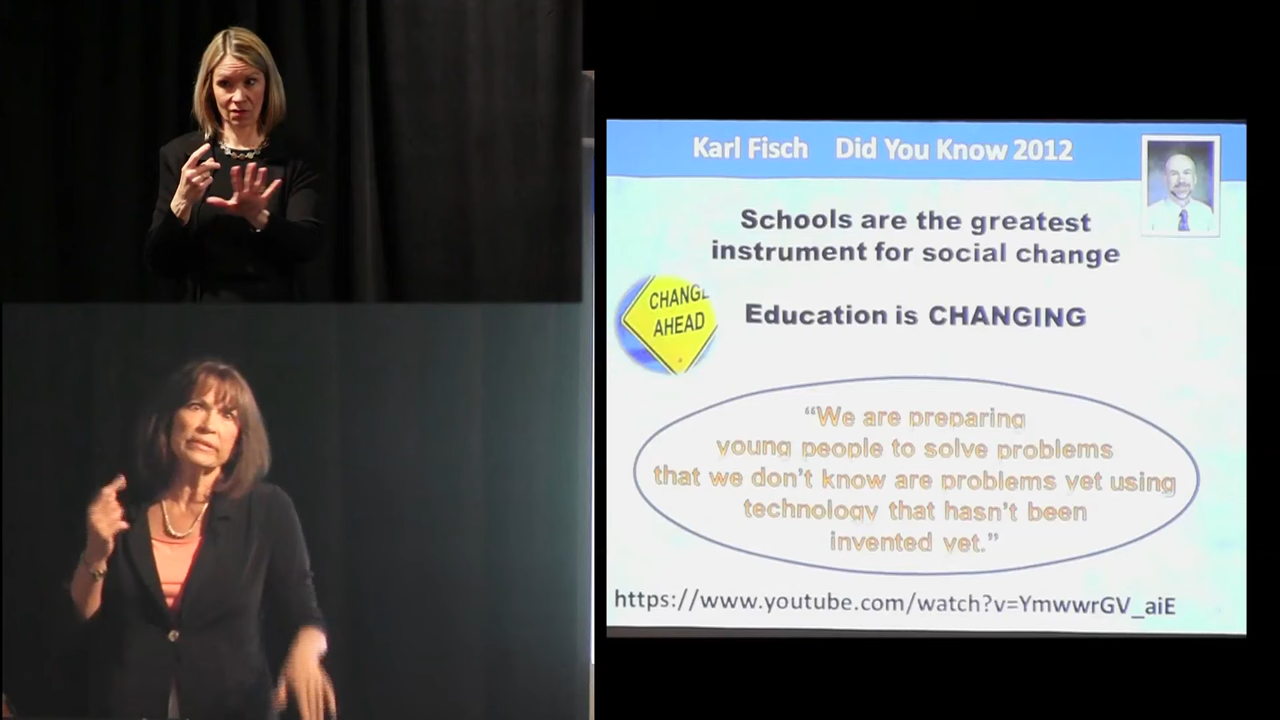 Karl Fisch Did You Know 2012
Schools are the greatest
instrument for social change
CHANGE
AHEAD
Education is CHANGING
“We are preparing
young people to solve problems
that we don’t know are problems yet using
technology that hasn’t been
invented yet.”
https://www.youtube.com/watch?v=YmwwrGV_aiE